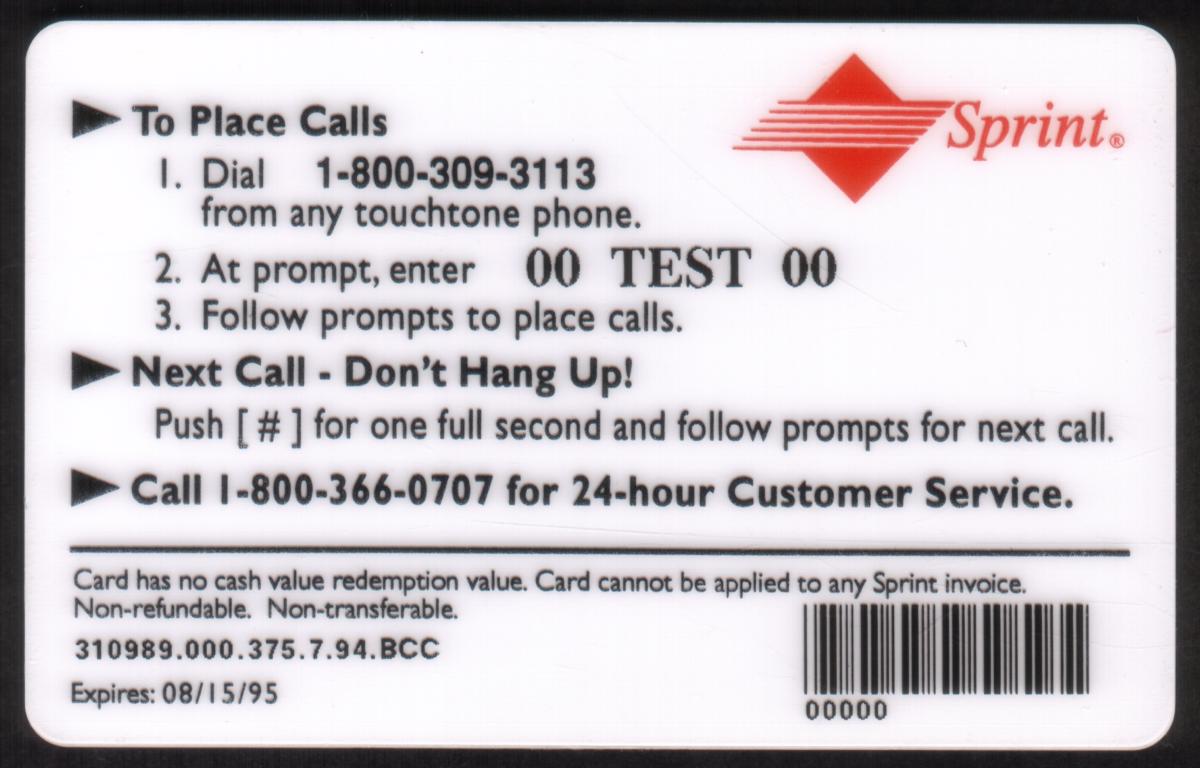 To Place Calls
Sprint®
1. Dial 1-800-309-3113
from any touchtone phone.
2. At prompt, enter 00 TEST 00
3. Follow prompts to place calls.
Next Call - Don't Hang Up!
Push [ # ] for one full second and follow prompts for next call.
Call 1-800-366-0707 for 24-hour Customer Service.
Card has no cash value redemption value. Card cannot be applied to any Sprint invoice.
Non-refundable. Non-transferable.
310989.000.375.7.94.BCC
Expires: 08/15/95
00000